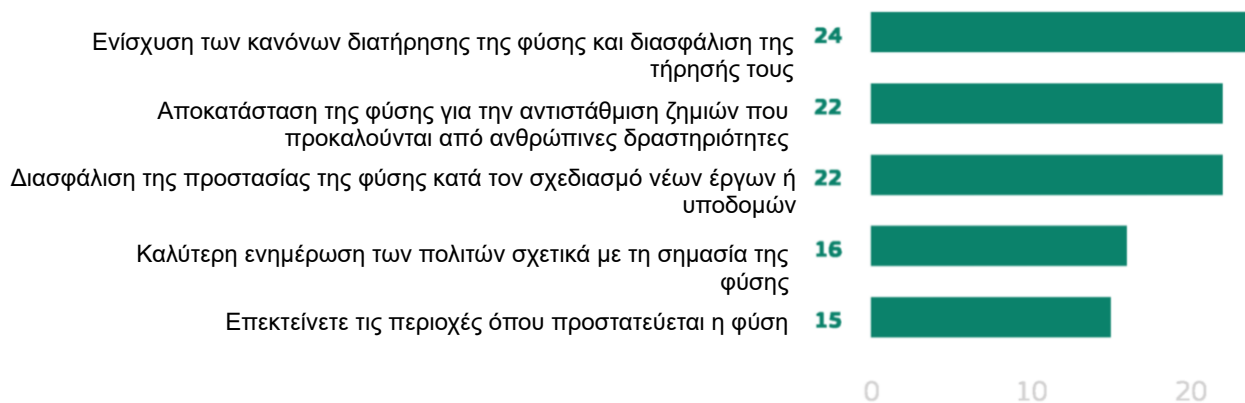 Ενίσχυση των κανόνων διατήρησης της φύσης και διασφάλιση της 24
τήρησής τους
Αποκατάσταση της φύσης για την αντιστάθμιση ζημιών που 22
προκαλούνται από ανθρώπινες δραστηριότητες
Διασφάλιση της προστασίας της φύσης κατά τον σχεδιασμό νέων έργων ή 22
υποδομών
Καλύτερη ενημέρωση των πολιτών σχετικά με τη σημασία της 16
φύσης
Επεκτείνετε τις περιοχές όπου προστατεύεται η φύση 15
0 10 20